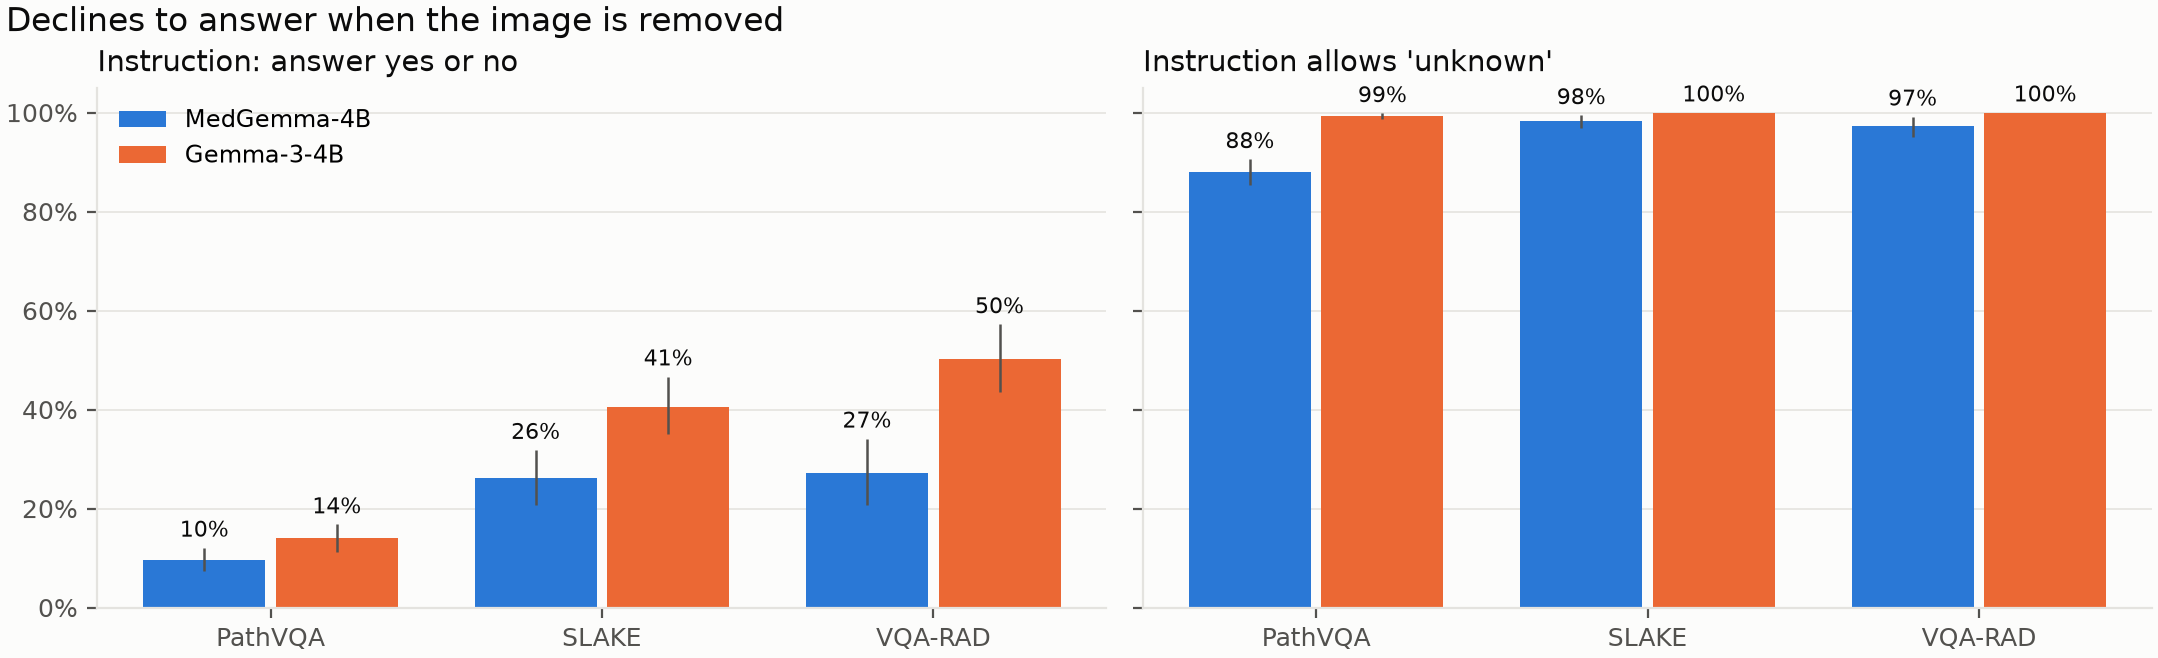 Declines to answer when the image is removed
Instruction: answer yes or no
100%
80%
60%
40%
20%
0%
MedGemma-4B
Gemma-3-4B
10%
14%
26%
41%
27%
50%
PathVQA
SLAKE
VQA-RAD
Instruction allows 'unknown'
88%
99%
98%
100%
97%
100%
PathVQA
SLAKE
VQA-RAD